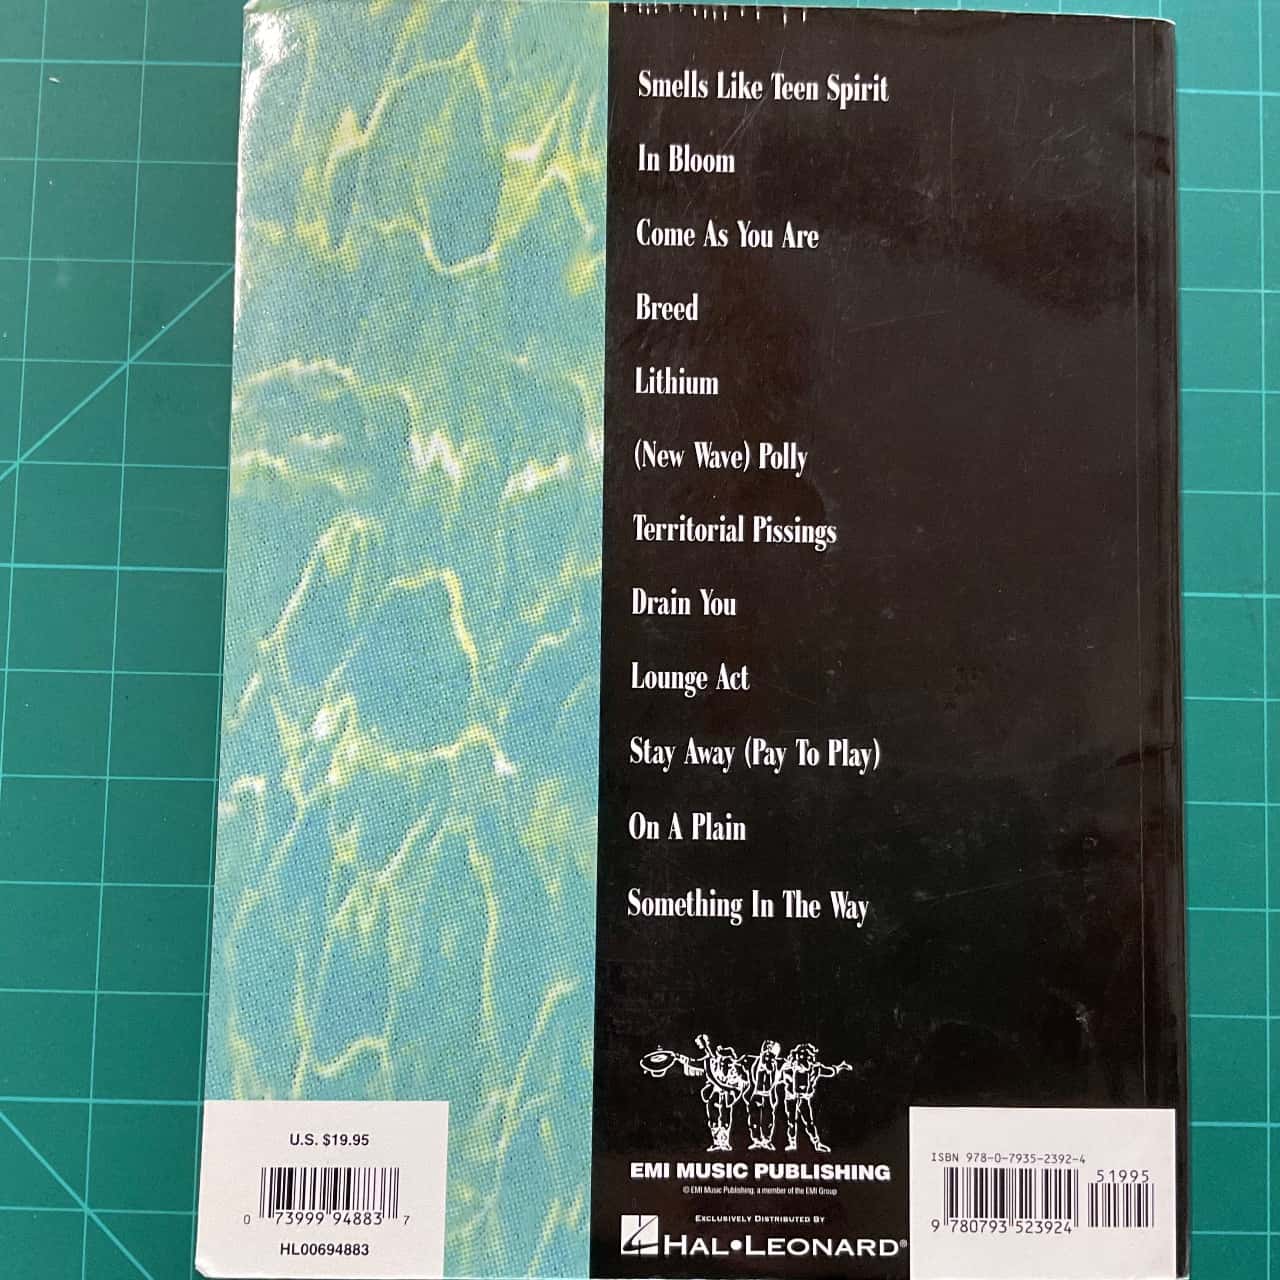 Smells Like Teen Spirit
In Bloom
Come As You Are
Breed
Lithium
(New Wave) Polly
Territorial Pissings
Drain You
Lounge Act
Stay Away (Pay To Play)
On A Plain
Something In The Way
EMI MUSIC PUBLISHING
© EMI Music Publishing, a member of the EMI Group
EXCLUSIVELY DISTRIBUTED BY
HAL•LEONARD®
U.S. $19.95
0 73999 94883 7
HL00694883
ISBN 978-0-7935-2392-4
51995
9 780793 523924